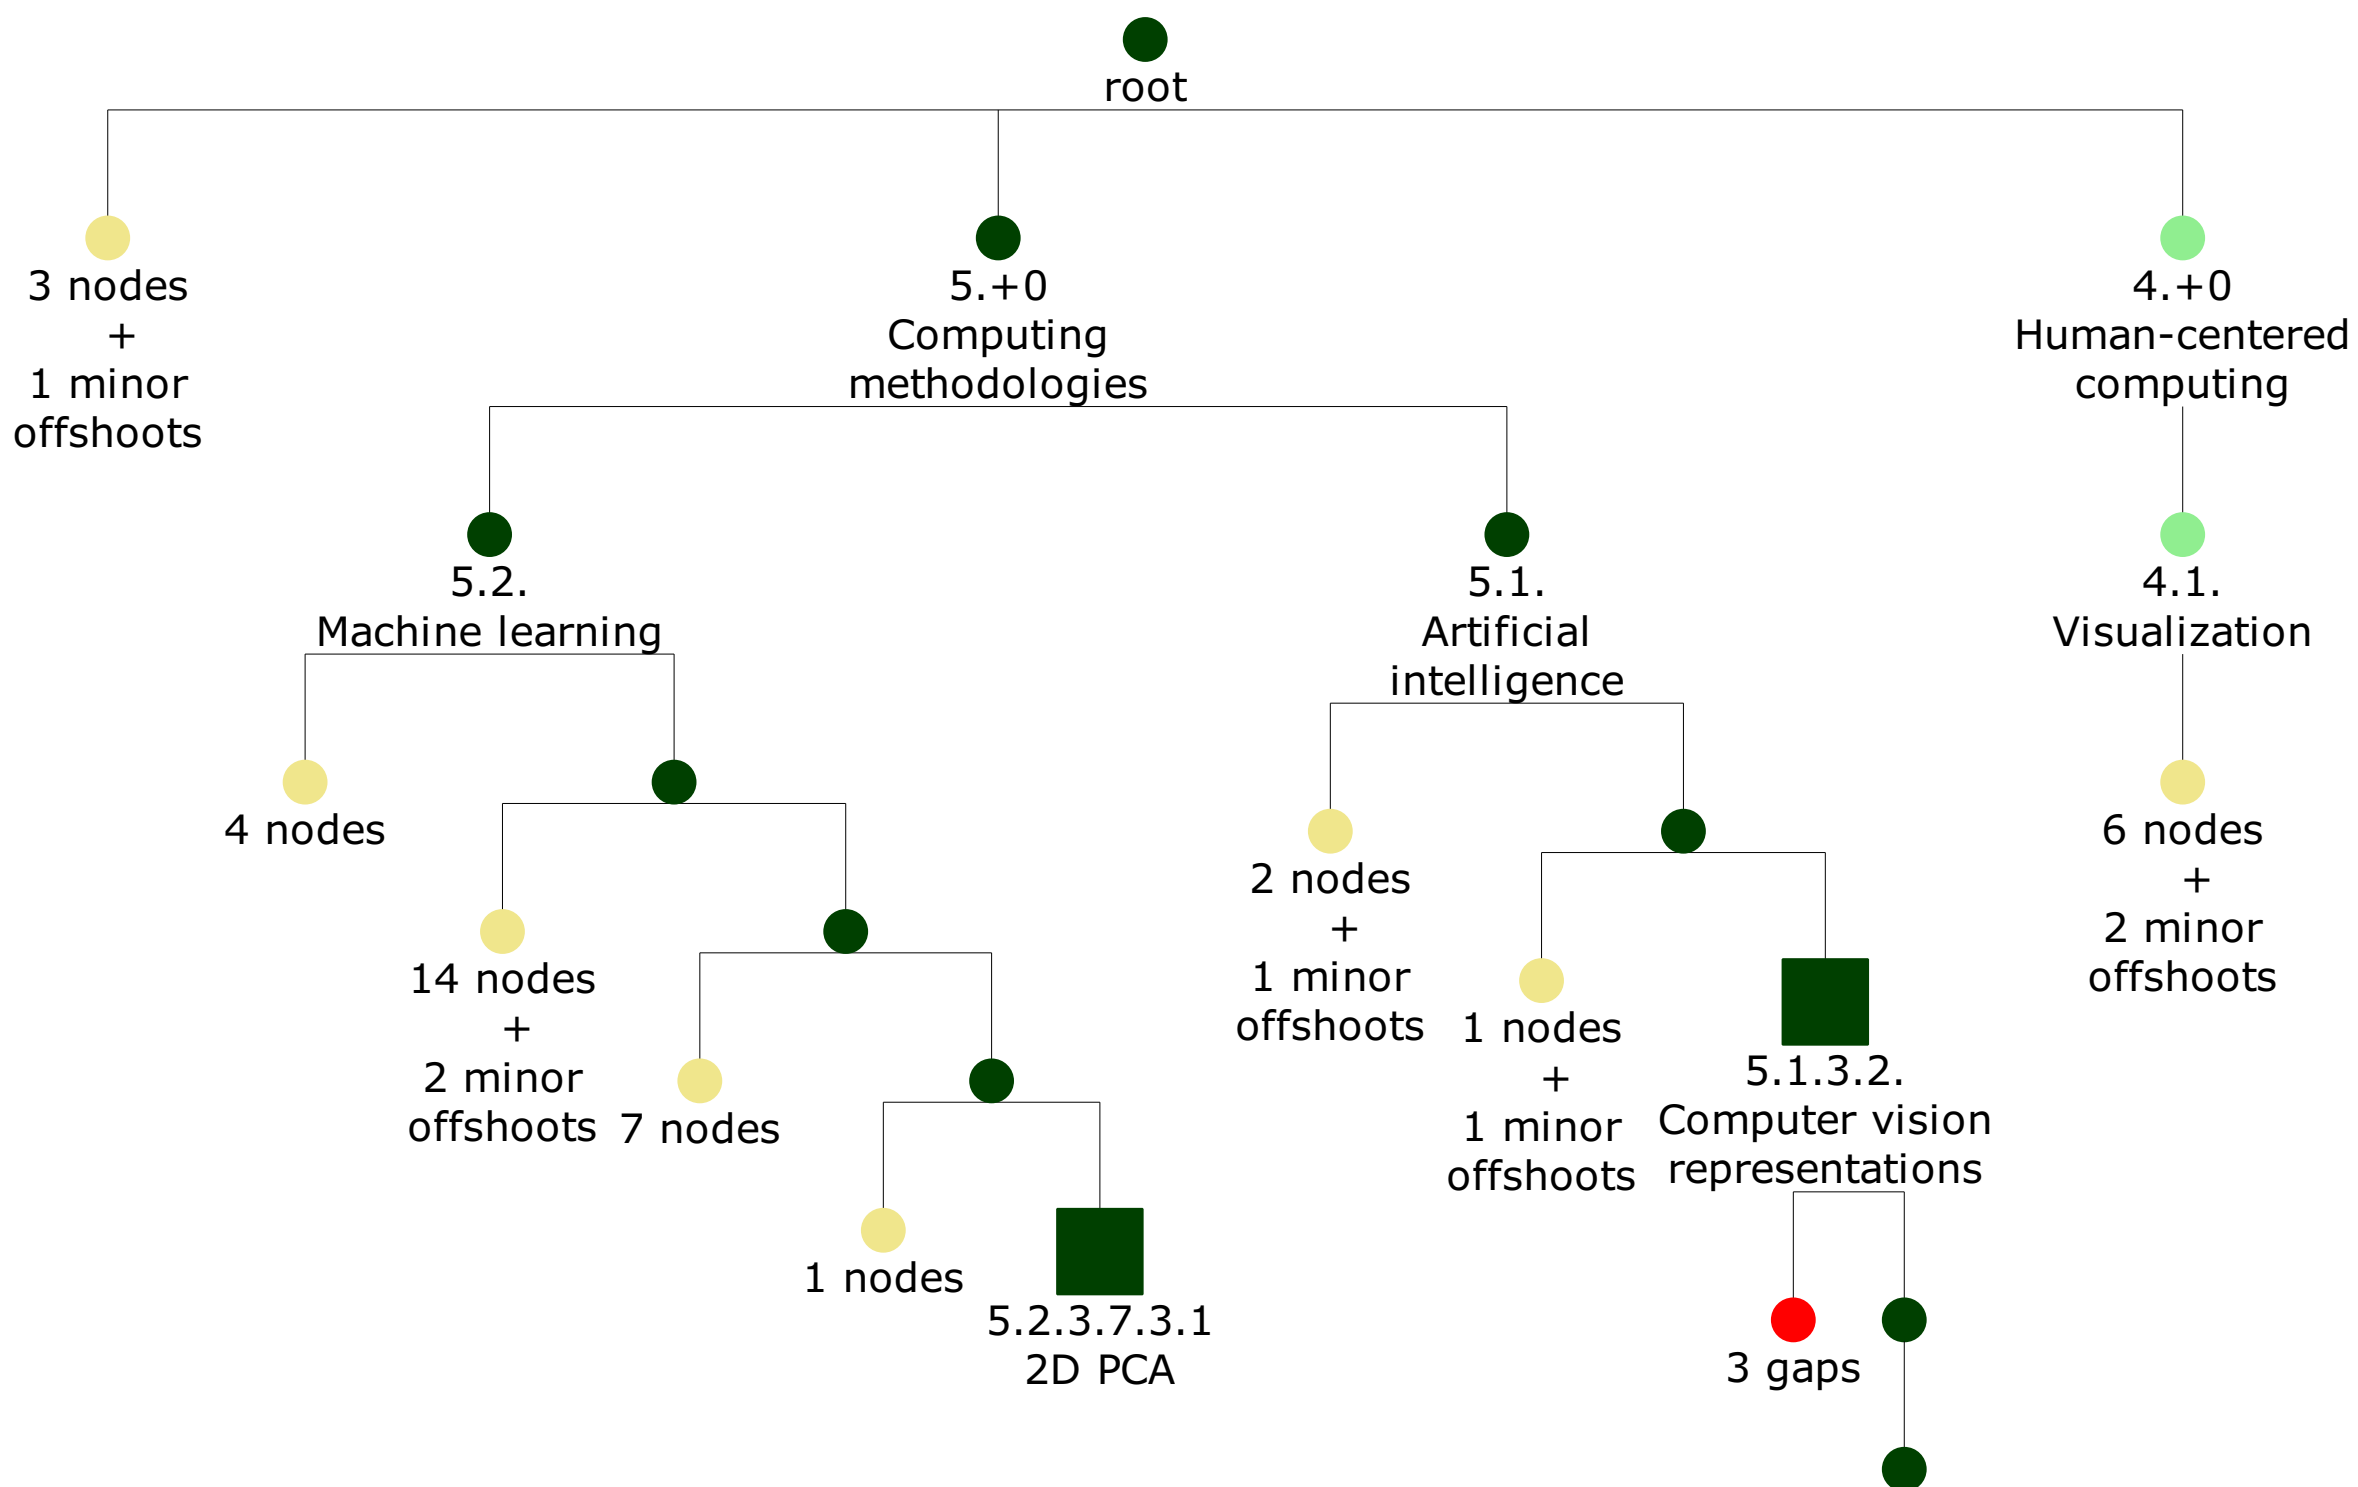 root
3 nodes
+
1 minor
offshoots
5.+0
Computing
methodologies
4.+0
Human-centered
computing
5.2.
Machine learning
5.1.
Artificial
intelligence
4.1.
Visualization
4 nodes
2 nodes
+
1 minor
offshoots
6 nodes
+
2 minor
offshoots
14 nodes
+
2 minor
offshoots
7 nodes
1 nodes
+
1 minor
offshoots
5.1.3.2.
Computer vision
representations
1 nodes
5.2.3.7.3.1
2D PCA
3 gaps